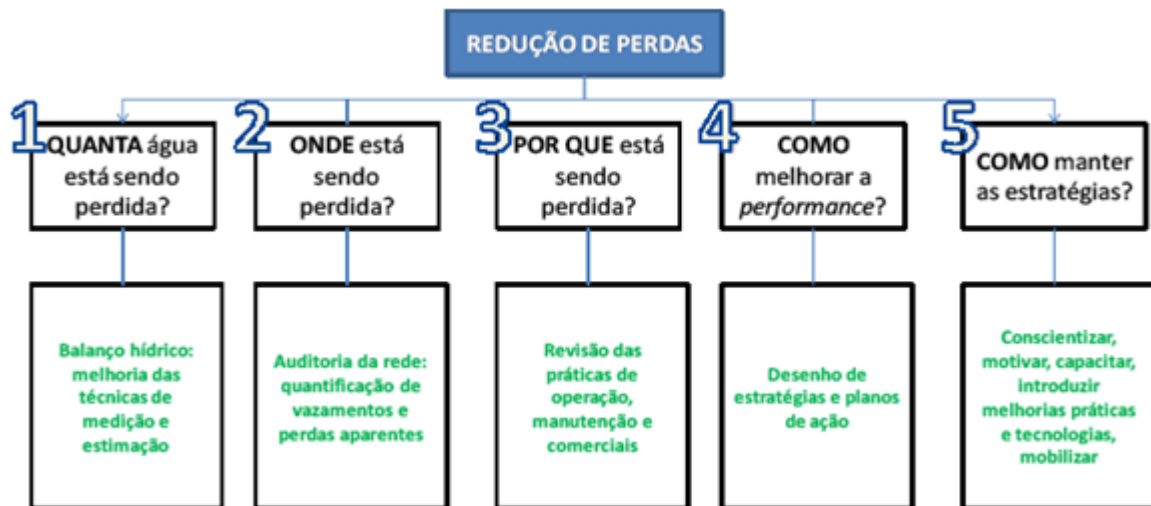 REDUÇÃO DE PERDAS
1
QUANTA água
está sendo
perdida?
2
ONDE está
sendo
perdida?
3
POR QUE está
sendo
perdida?
4
COMO
melhorar a
performance?
5
COMO manter
as estratégias?
Balanço hídrico:
melhoria das
técnicas de
medição e
estimação
Auditoria da rede:
quantificação de
vazamentos e
perdas aparentes
Revisão das
práticas de
operação,
manutenção e
comerciais
Desenho de
estratégias e planos
de ação
Conscientizar,
motivar, capacitar,
introduzir
melhorias práticas
e tecnologias,
mobilizar